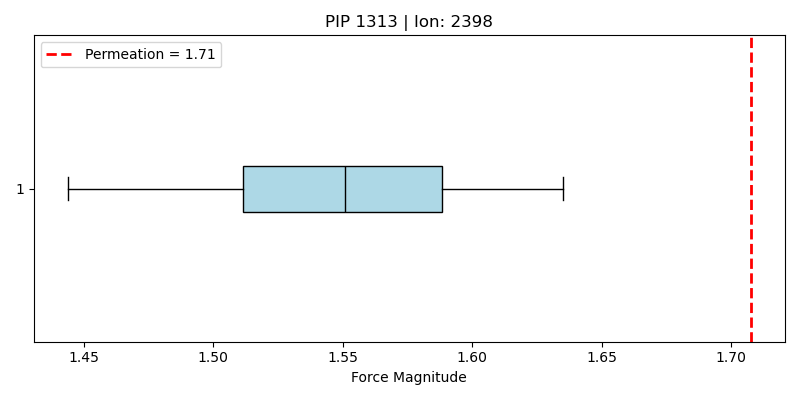 PIP 1313 | lon: 2398
Permeation = 1.71
1
1.45 1.50 1.55 1.60 1.65 1.70
Force Magnitude